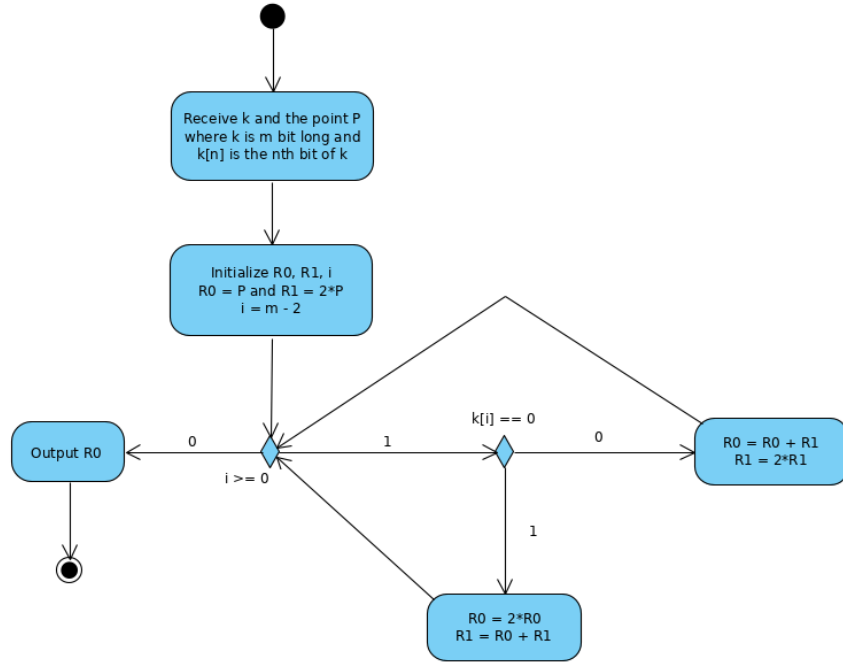 Receive k and the point P
where k is m bit long and
k[n] is the nth bit of k
Initialize R0, R1, i
R0 = P and R1 = 2*P
i = m - 2
k[i] == 0
Output R0
0
1
0
R0 = R0 + R1
R1 = 2*R1
i >= 0
1
R0 = 2*R0
R1 = R0 + R1